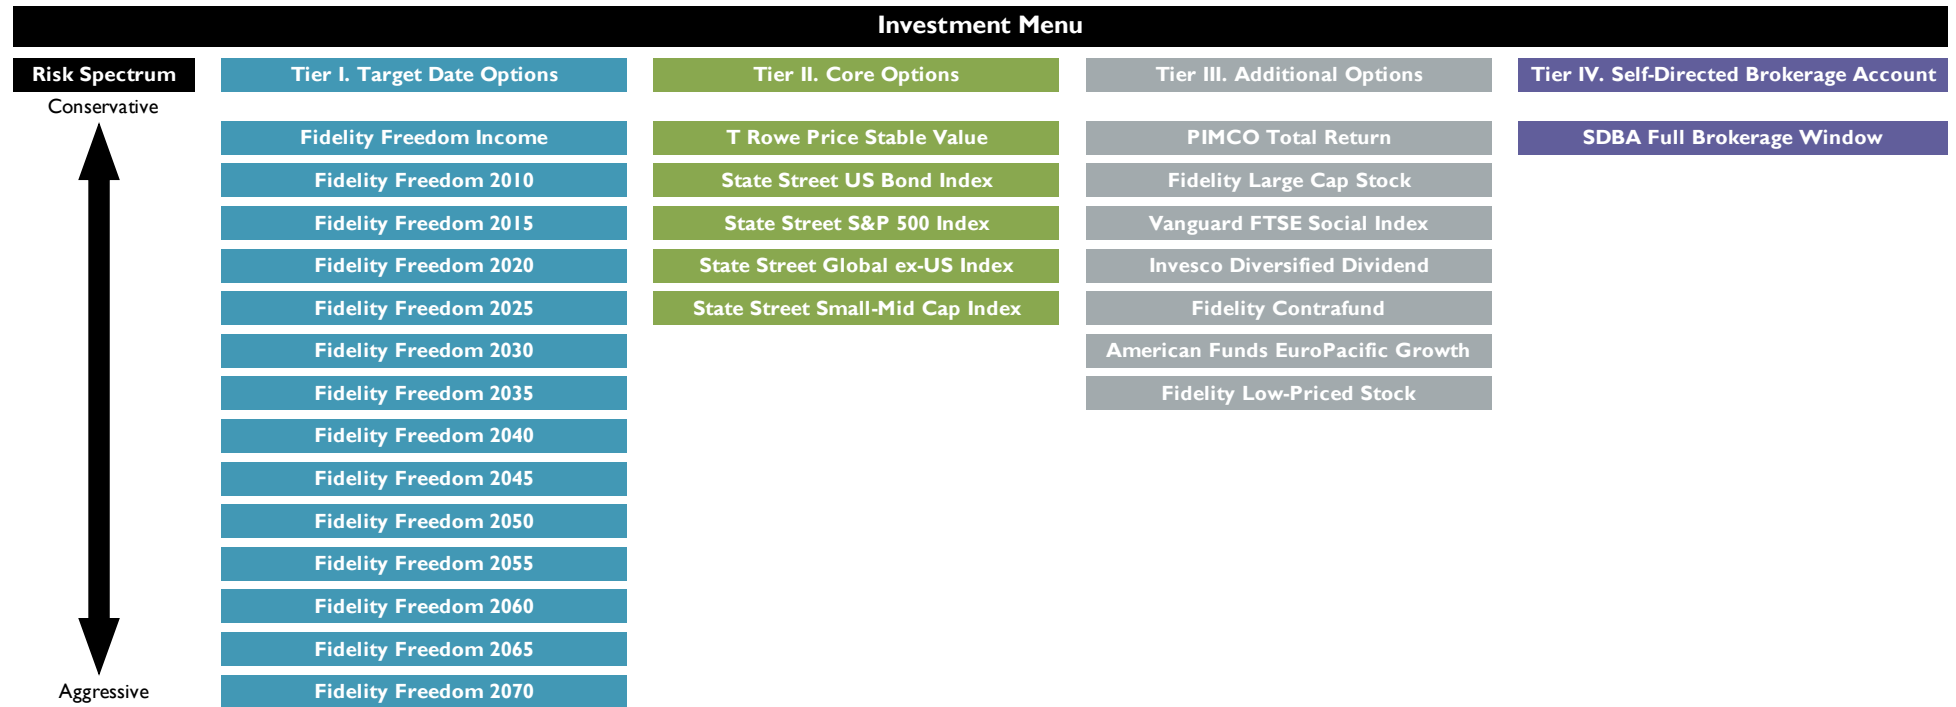 Investment Menu
Risk Spectrum
Tier I. Target Date Options
Tier II. Core Options
Tier III. Additional Options
Tier IV. Self-Directed Brokerage Account
Conservative
Fidelity Freedom Income
T Rowe Price Stable Value
PIMCO Total Return
SDBA Full Brokerage Window
Fidelity Freedom 2010
State Street US Bond Index
Fidelity Large Cap Stock
Fidelity Freedom 2015
State Street S&P 500 Index
Vanguard FTSE Social Index
Fidelity Freedom 2020
State Street Global ex-US Index
Invesco Diversified Dividend
Fidelity Freedom 2025
State Street Small-Mid Cap Index
Fidelity Contrafund
Fidelity Freedom 2030
American Funds EuroPacific Growth
Fidelity Freedom 2035
Fidelity Low-Priced Stock
Fidelity Freedom 2040
Fidelity Freedom 2045
Fidelity Freedom 2050
Fidelity Freedom 2055
Fidelity Freedom 2060
Fidelity Freedom 2065
Aggressive
Fidelity Freedom 2070